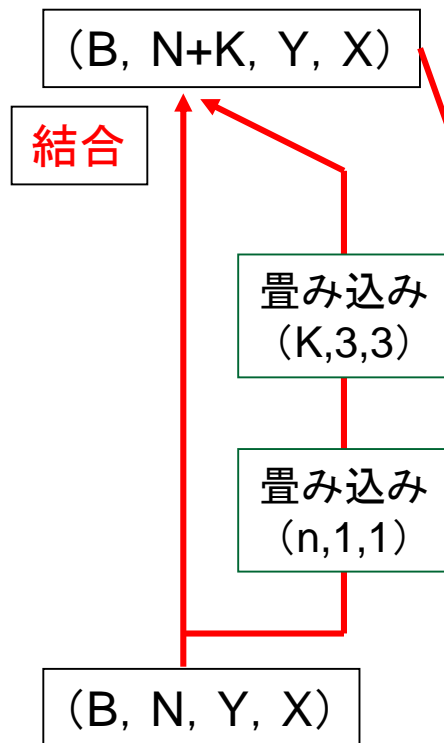 （B, N+K, Y, X）
結合
畳み込み
（K,3,3）
畳み込み
（n,1,1）
（B, N, Y, X）